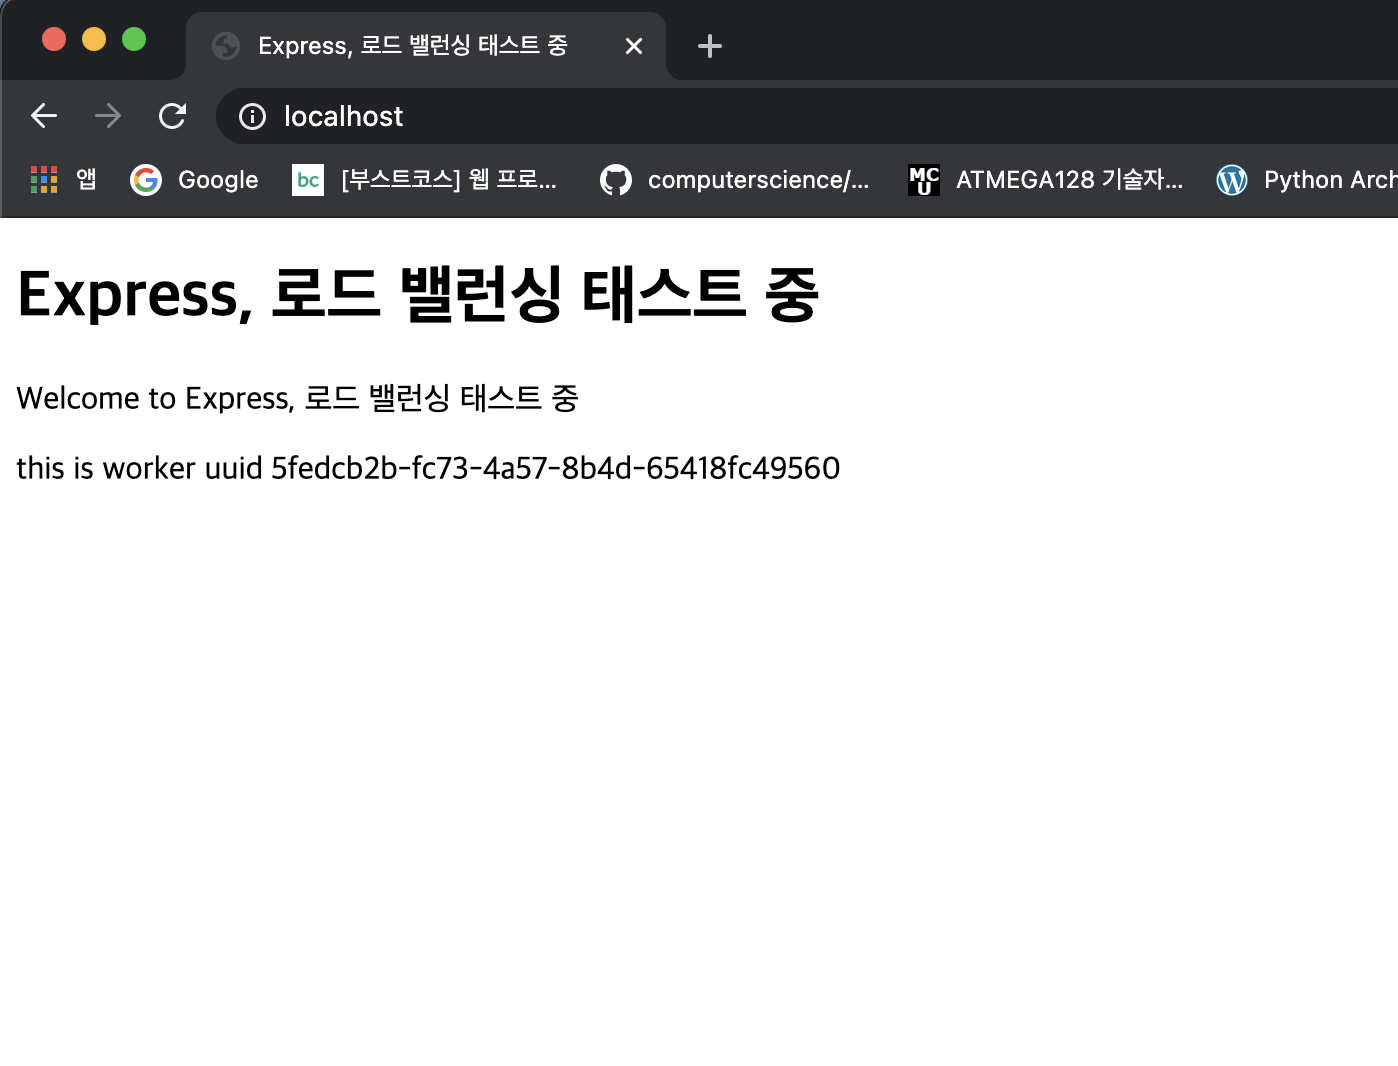 Express, 로드 밸런싱 태스트 중
localhost
앱 Google bc [부스트코스] 웹 프로... computerscience/... MCU ATMEGA128 기술자... Python Arch
Express, 로드 밸런싱 태스트 중
Welcome to Express, 로드 밸런싱 태스트 중
this is worker uuid 5fedcb2b-fc73-4a57-8b4d-65418fc49560